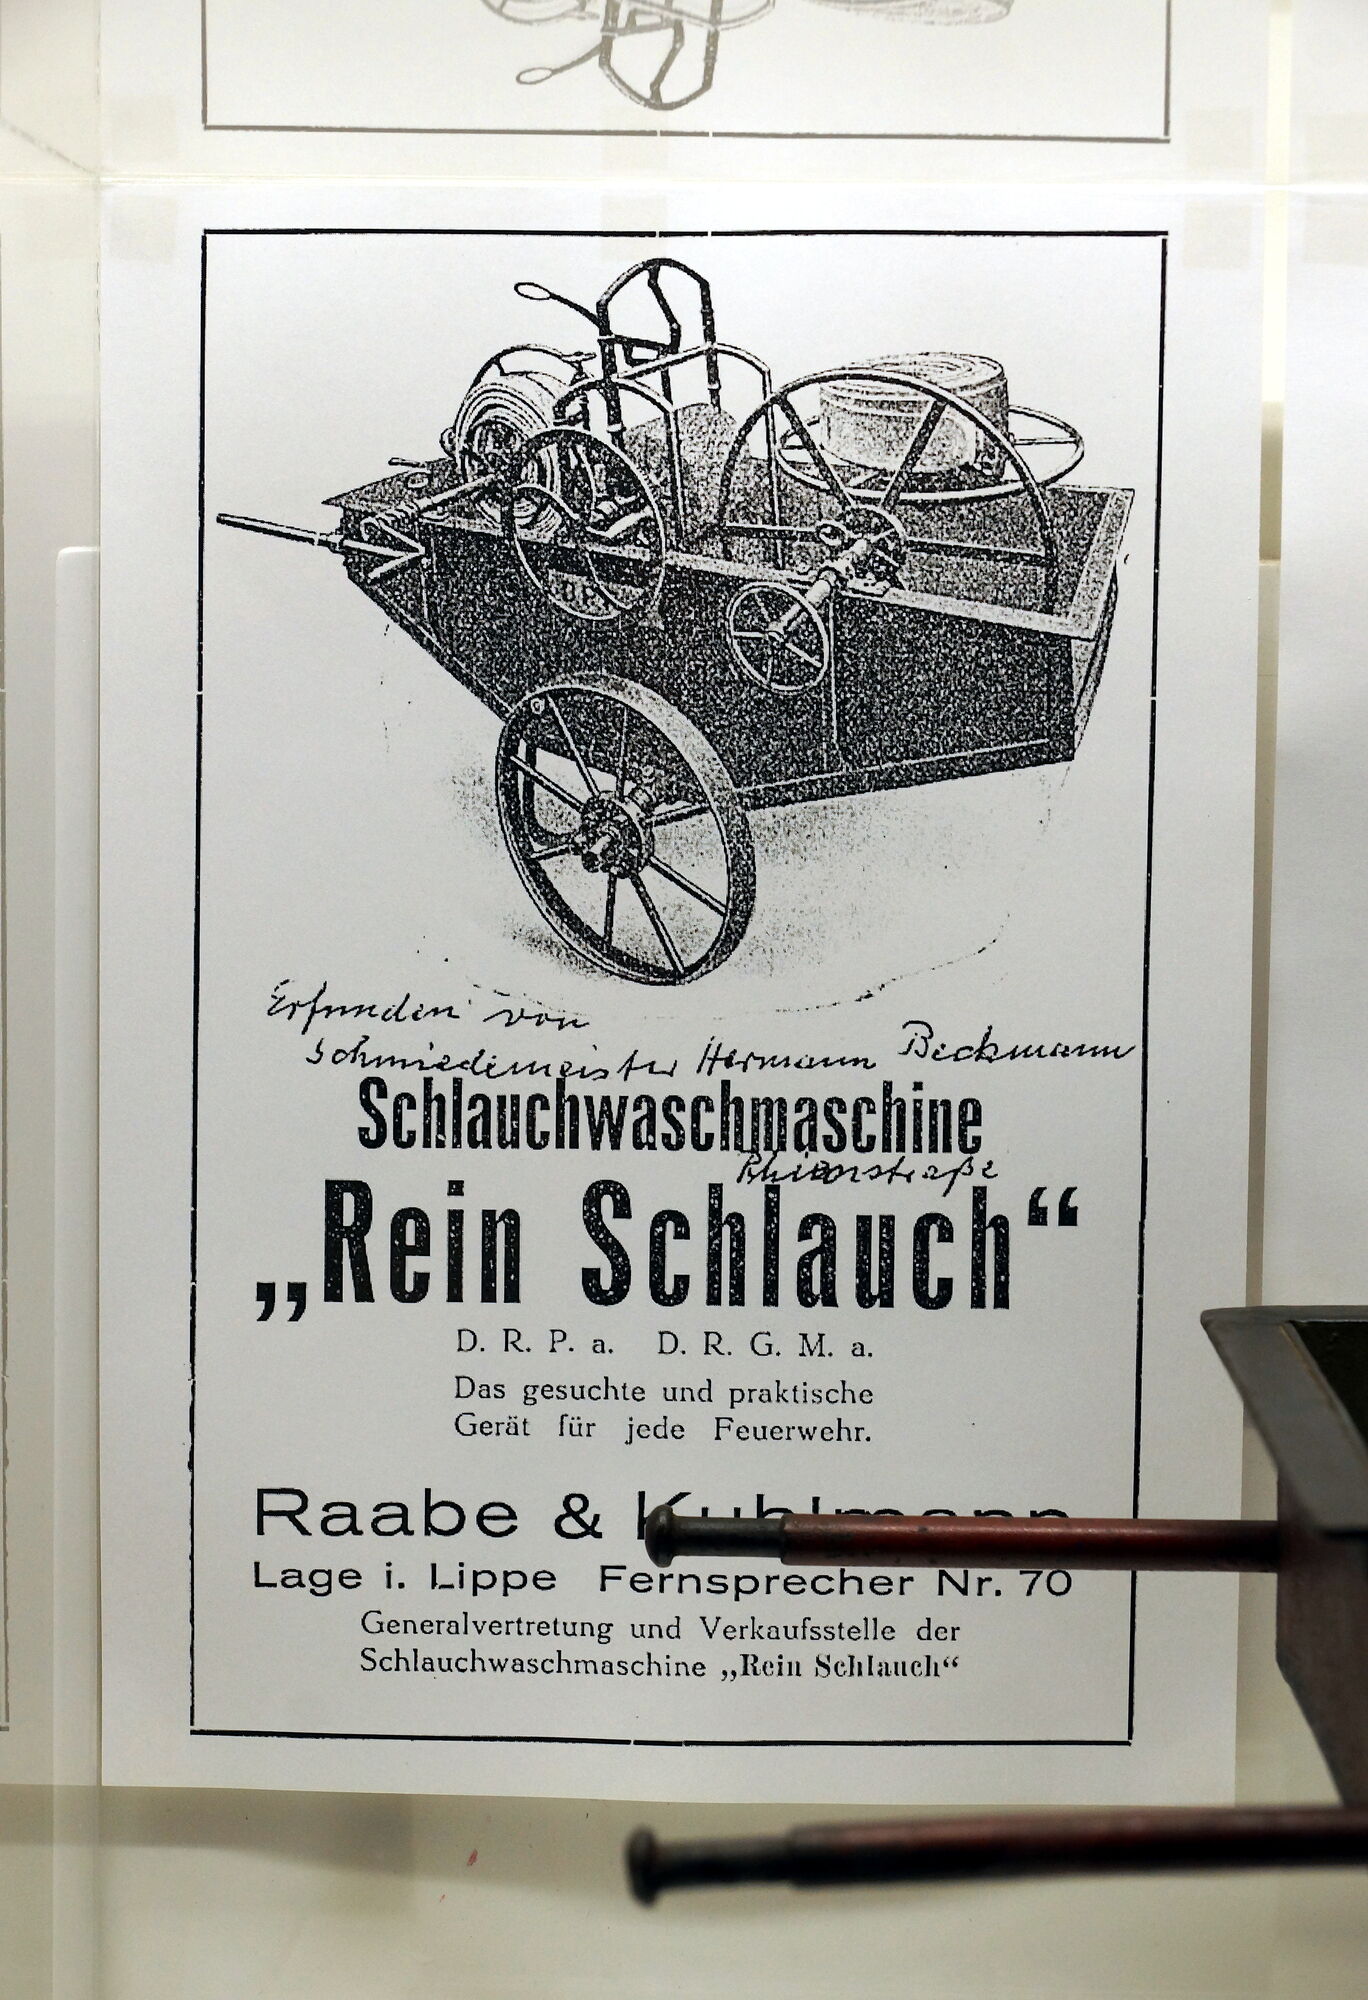 Erfunden von
Schmiedemeister Hermann Beckmann
Schlauchwaschmaschine
„Rein Schlauch“
D. R. P. a. D. R. G. M. a.
Das gesuchte und praktische
Gerät für jede Feuerwehr.
Raabe & Kuhlmann
Lage i. Lippe Fernsprecher Nr. 70
Generalvertretung und Verkaufsstelle der
Schlauchwaschmaschine „Rein Schlauch“